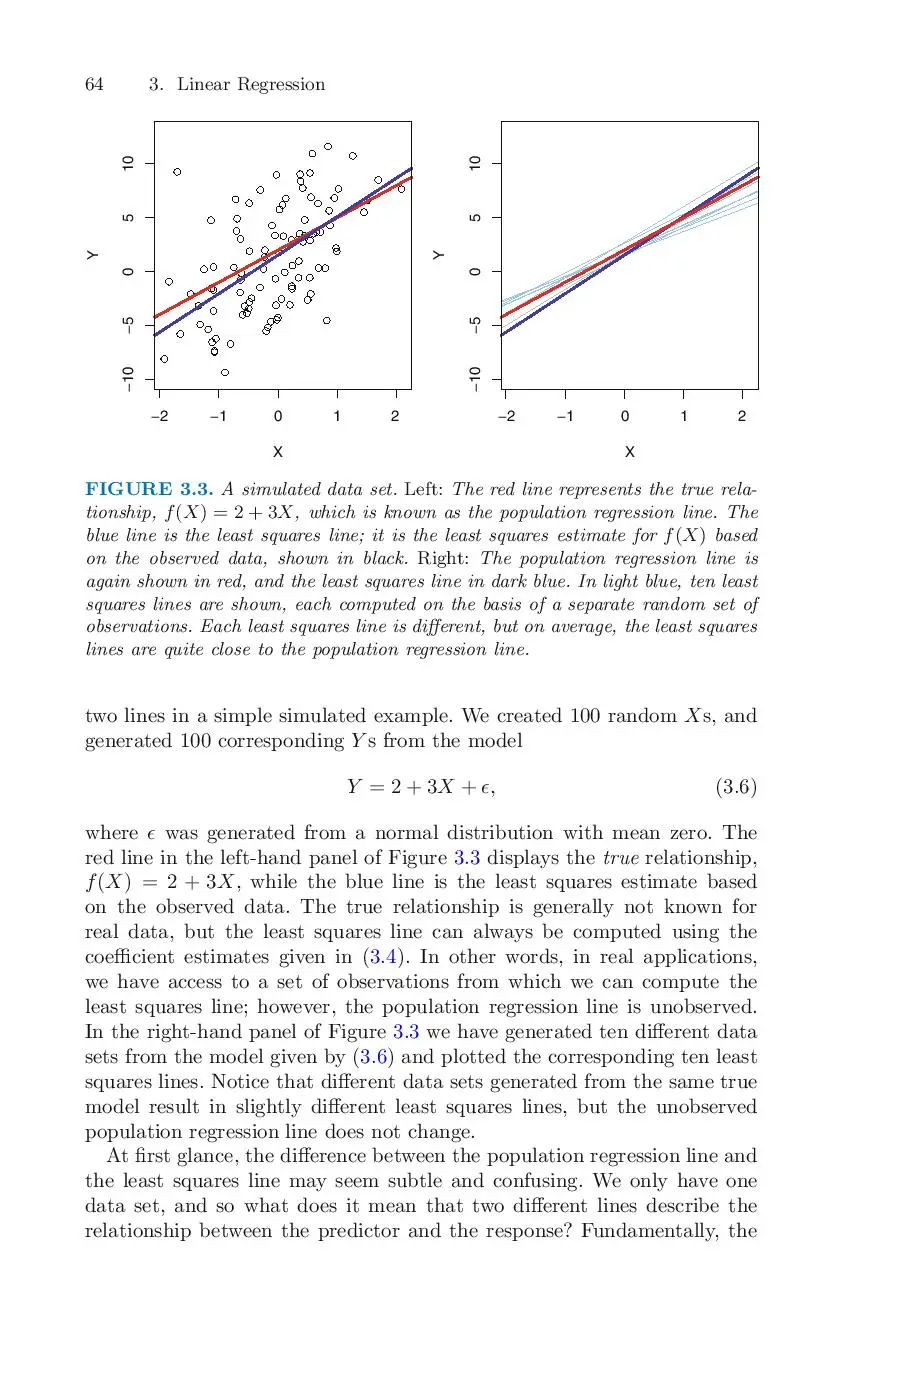 64 3. Linear Regression
Y
10
5
0
−5
−10
−2 −1 0 1 2
X
Y
10
5
0
−5
−10
−2 −1 0 1 2
X
FIGURE 3.3. A simulated data set. Left: The red line represents the true rela-
tionship, f(X) = 2 + 3X, which is known as the population regression line. The
blue line is the least squares line; it is the least squares estimate for f(X) based
on the observed data, shown in black. Right: The population regression line is
again shown in red, and the least squares line in dark blue. In light blue, ten least
squares lines are shown, each computed on the basis of a separate random set of
observations. Each least squares line is different, but on average, the least squares
lines are quite close to the population regression line.
two lines in a simple simulated example. We created 100 random Xs, and
generated 100 corresponding Y s from the model
Y = 2 + 3X + ϵ, (3.6)
where ϵ was generated from a normal distribution with mean zero. The
red line in the left-hand panel of Figure 3.3 displays the true relationship,
f(X) = 2 + 3X, while the blue line is the least squares estimate based
on the observed data. The true relationship is generally not known for
real data, but the least squares line can always be computed using the
coefficient estimates given in (3.4). In other words, in real applications,
we have access to a set of observations from which we can compute the
least squares line; however, the population regression line is unobserved.
In the right-hand panel of Figure 3.3 we have generated ten different data
sets from the model given by (3.6) and plotted the corresponding ten least
squares lines. Notice that different data sets generated from the same true
model result in slightly different least squares lines, but the unobserved
population regression line does not change.
At first glance, the difference between the population regression line and
the least squares line may seem subtle and confusing. We only have one
data set, and so what does it mean that two different lines describe the
relationship between the predictor and the response? Fundamentally, the